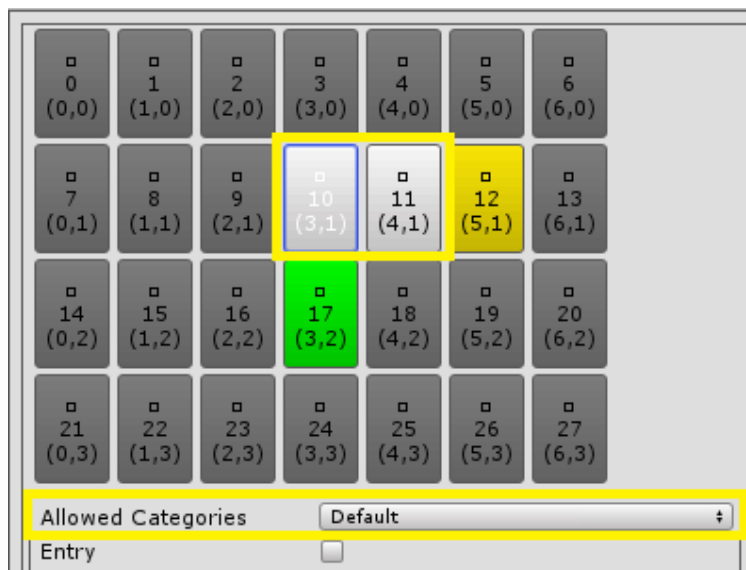 0 1 2 3 4 5 6
(0,0) (1,0) (2,0) (3,0) (4,0) (5,0) (6,0)
7 8 9 10 11 12 13
(0,1) (1,1) (2,1) (3,1) (4,1) (5,1) (6,1)
14 15 16 17 18 19 20
(0,2) (1,2) (2,2) (3,2) (4,2) (5,2) (6,2)
21 22 23 24 25 26 27
(0,3) (1,3) (2,3) (3,3) (4,3) (5,3) (6,3)
Allowed Categories Default
Entry